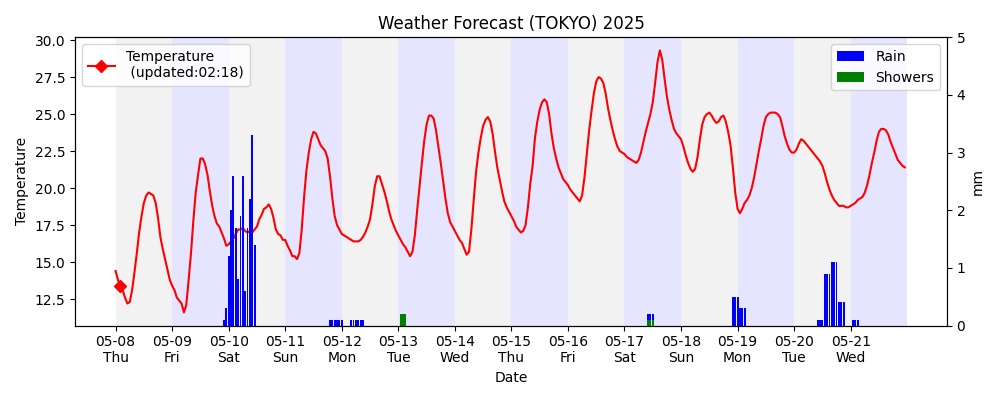 Weather Forecast (TOKYO) 2025
Temperature
(updated:02:18)
Rain
Showers
30.0
27.5
25.0
22.5
20.0
17.5
15.0
12.5
Temperature
5
4
3
2
1
0
mm
05-08 05-09 05-10 05-11 05-12 05-13 05-14 05-15 05-16 05-17 05-18 05-19 05-20 05-21
Thu Fri Sat Sun Mon Tue Wed Thu Fri Sat Sun Mon Tue Wed
Date